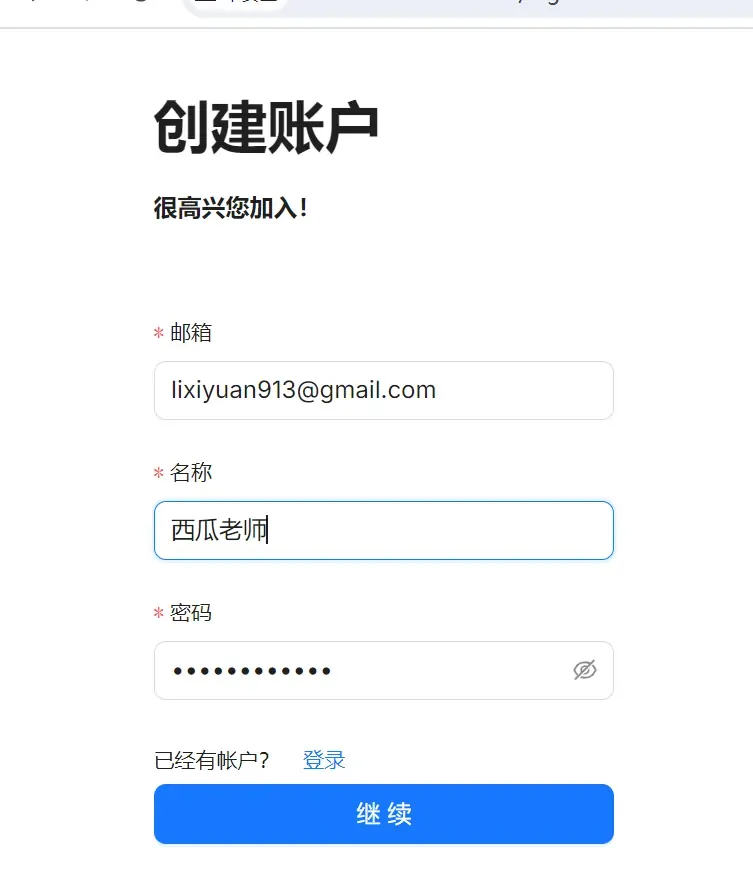 创建账户
很高兴您加入！
* 邮箱
lixiyuan913@gmail.com
* 名称
西瓜老师
* 密码
••••••••••••
已经有帐户？ 登录
继 续